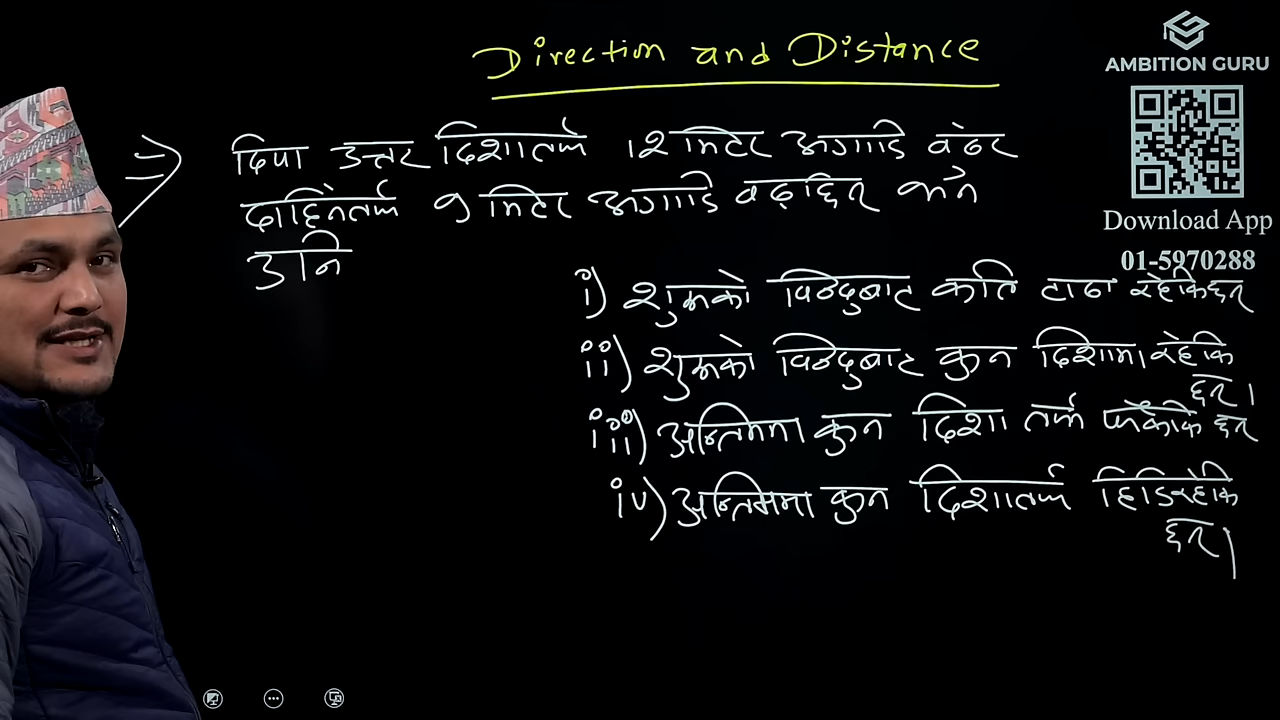 Direction and Distance
AMBITION GURU
⇒ दिपा उत्तर दिशातर्फ १२ मिटर अगाडि बढेर
दाहिनेतर्फ ९ मिटर अगाडि बढ्छिन् भने
उनि
Download App
01-5970288
i) शुरूको विन्दुबाट कति टाढा रहेकिछन्
ii) शुरूको विन्दुबाट कुन दिशामा रहेकि
छन् ।
iii) अन्तिममा कुन दिशा तर्फ फर्केकि छन्
iv) अन्तिममा कुन दिशातर्फ हिडिरहेकि
छन् ।